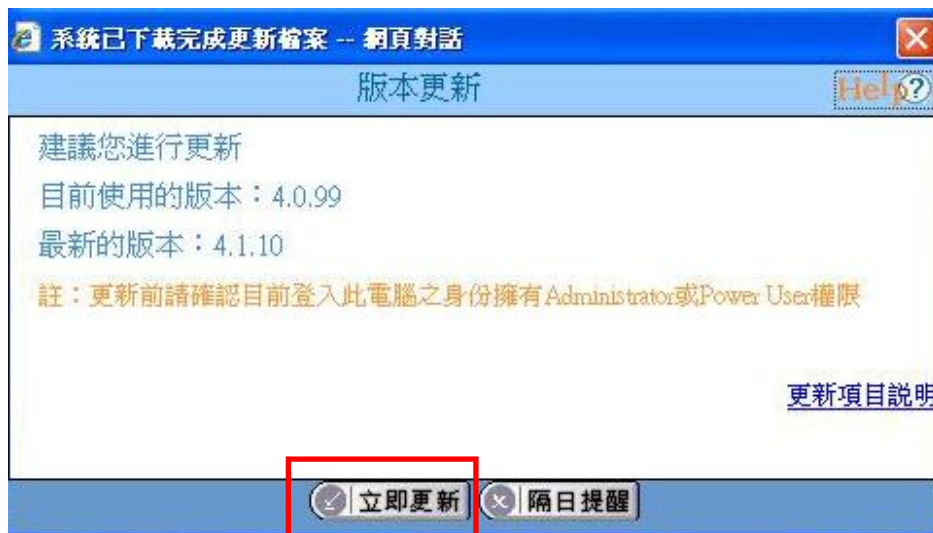 系統已下載完成更新檔案 -- 網頁對話
版本更新
Help?
建議您進行更新
目前使用的版本：4.0.99
最新的版本：4.1.10
註：更新前請確認目前登入此電腦之身份擁有Administrator或Power User權限
更新項目說明
立即更新
隔日提醒